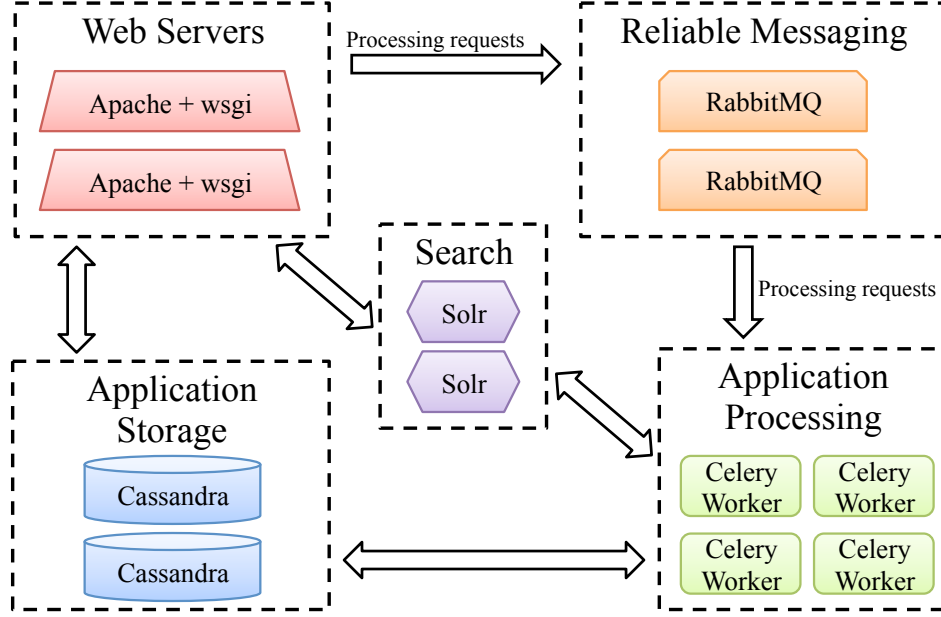 Web Servers
Apache + wsgi
Apache + wsgi
Processing requests
Reliable Messaging
RabbitMQ
RabbitMQ
Processing requests
Search
Solr
Solr
Application
Storage
Cassandra
Cassandra
Application
Processing
Celery
Worker
Celery
Worker
Celery
Worker
Celery
Worker